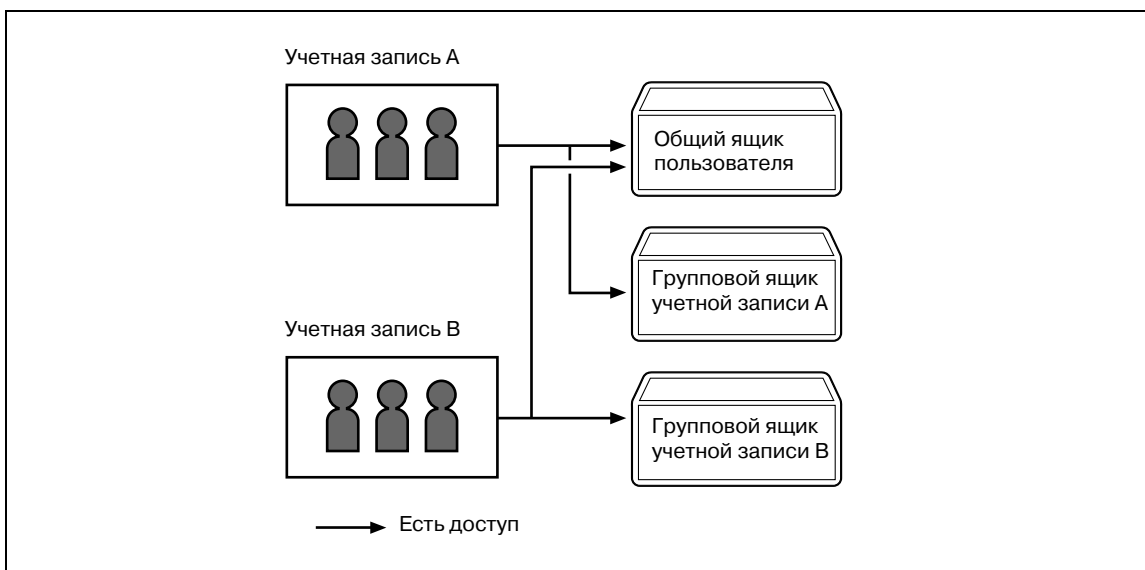 Учетная запись A
Общий ящик
пользователя
Групповой ящик
учетной записи A
Учетная запись B
Групповой ящик
учетной записи B
Есть доступ